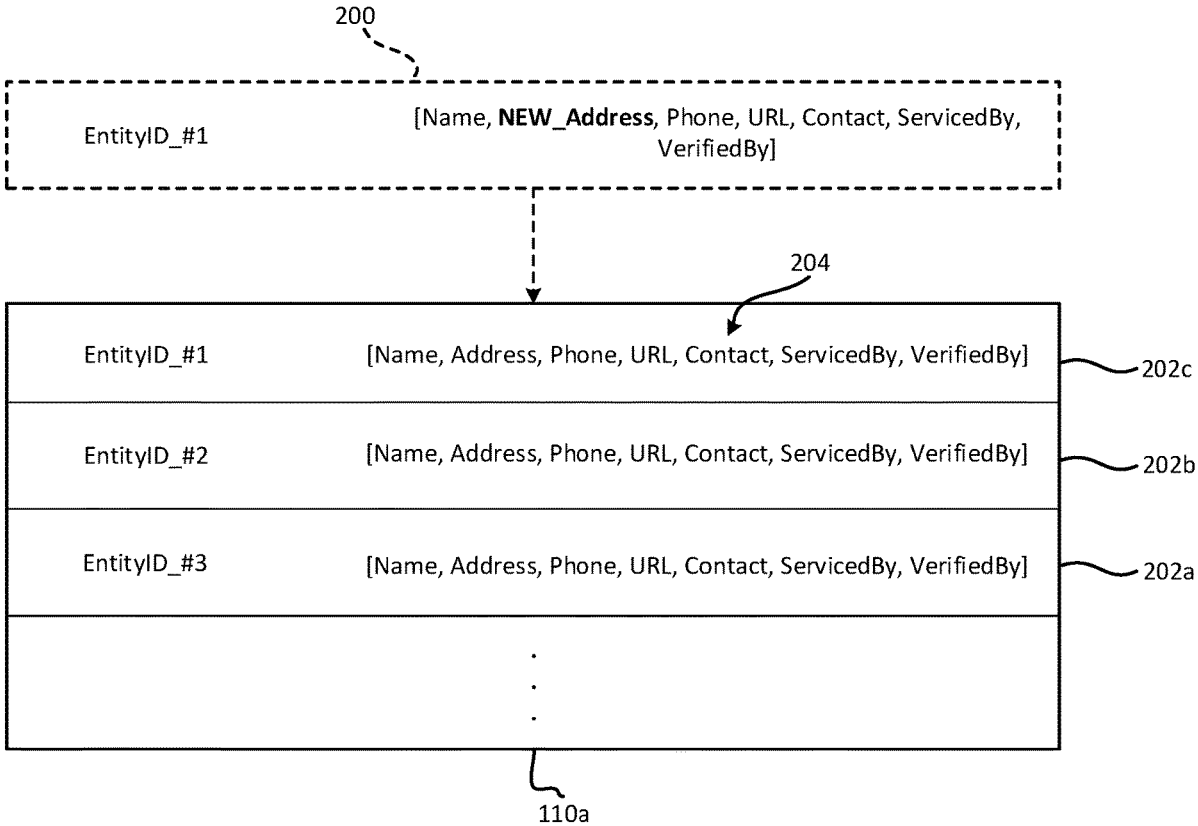 200
EntityID_#1
[Name, NEW_Address, Phone, URL, Contact, ServicedBy,
VerifiedBy]
204
EntityID_#1 [Name, Address, Phone, URL, Contact, ServicedBy, VerifiedBy]
202c
EntityID_#2 [Name, Address, Phone, URL, Contact, ServicedBy, VerifiedBy]
202b
EntityID_#3 [Name, Address, Phone, URL, Contact, ServicedBy, VerifiedBy]
202a
110a